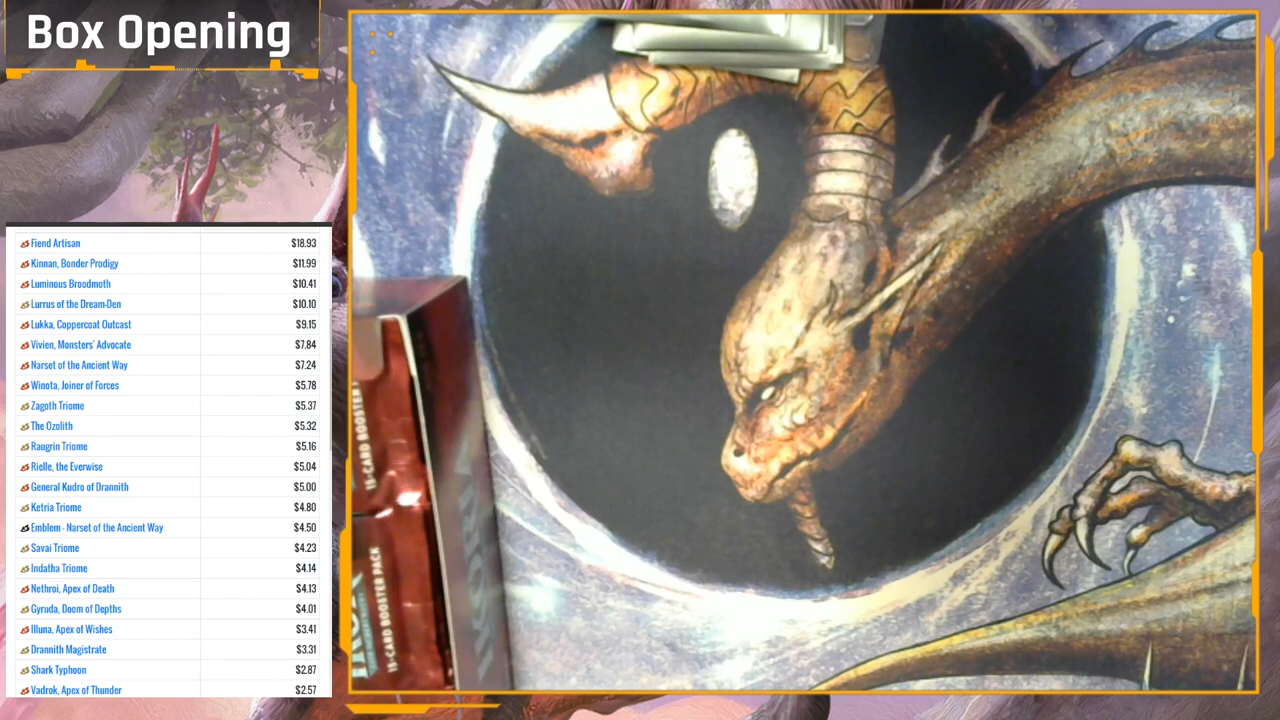 Box Opening
Fiend Artisan $18.93
Kinnan, Bonder Prodigy $11.99
Luminous Broodmoth $10.41
Lurrus of the Dream-Den $10.10
Lukka, Coppercoat Outcast $9.15
Vivien, Monsters' Advocate $7.84
Narset of the Ancient Way $7.24
Winota, Joiner of Forces $5.78
Zagoth Triome $5.37
The Ozolith $5.32
Raugrin Triome $5.16
Rielle, the Everwise $5.04
General Kudro of Drannith $5.00
Ketria Triome $4.80
Emblem - Narset of the Ancient Way $4.50
Savai Triome $4.23
Indatha Triome $4.14
Nethroi, Apex of Death $4.13
Gyruda, Doom of Depths $4.01
Illuna, Apex of Wishes $3.41
Drannith Magistrate $3.31
Shark Typhoon $2.87
Vadrok, Apex of Thunder $2.57
15-CARD BOOSTER
15-CARD BOOSTER PACK